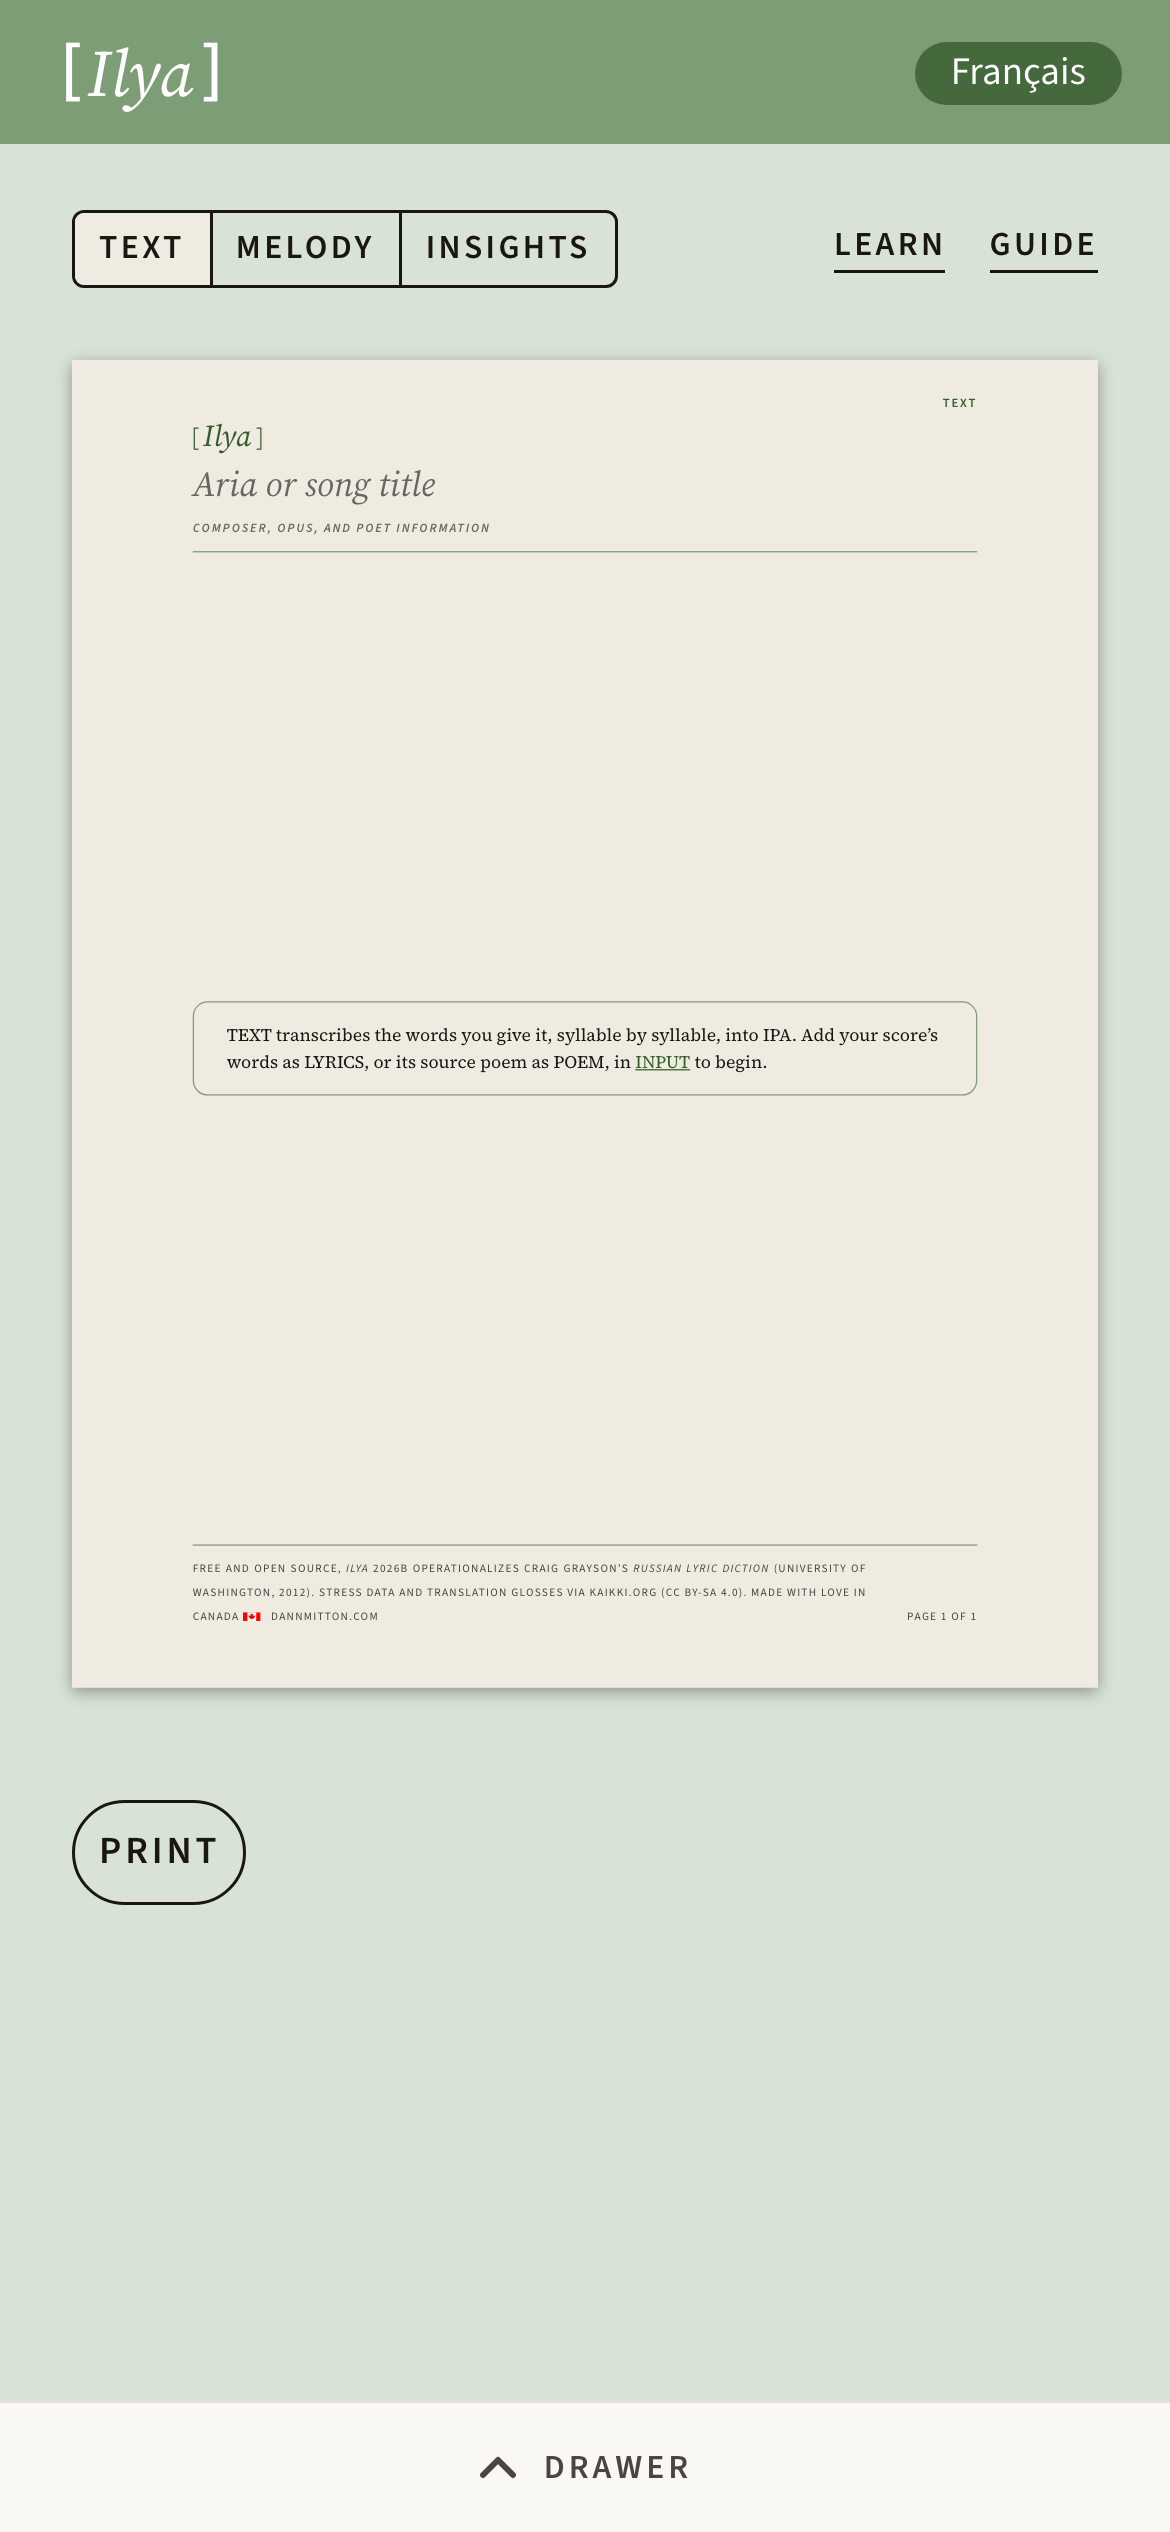 [Ilya]
Français
TEXT MELODY INSIGHTS LEARN GUIDE
TEXT
[Ilya]
Aria or song title
COMPOSER, OPUS, AND POET INFORMATION
TEXT transcribes the words you give it, syllable by syllable, into IPA. Add your score’s
words as LYRICS, or its source poem as POEM, in INPUT to begin.
FREE AND OPEN SOURCE, ILYA 2026B OPERATIONALIZES CRAIG GRAYSON’S RUSSIAN LYRIC DICTION (UNIVERSITY OF
WASHINGTON, 2012). STRESS DATA AND TRANSLATION GLOSSES VIA KAIKKI.ORG (CC BY-SA 4.0). MADE WITH LOVE IN
CANADA 🇨🇦 DANNMITTON.COM PAGE 1 OF 1
PRINT
DRAWER